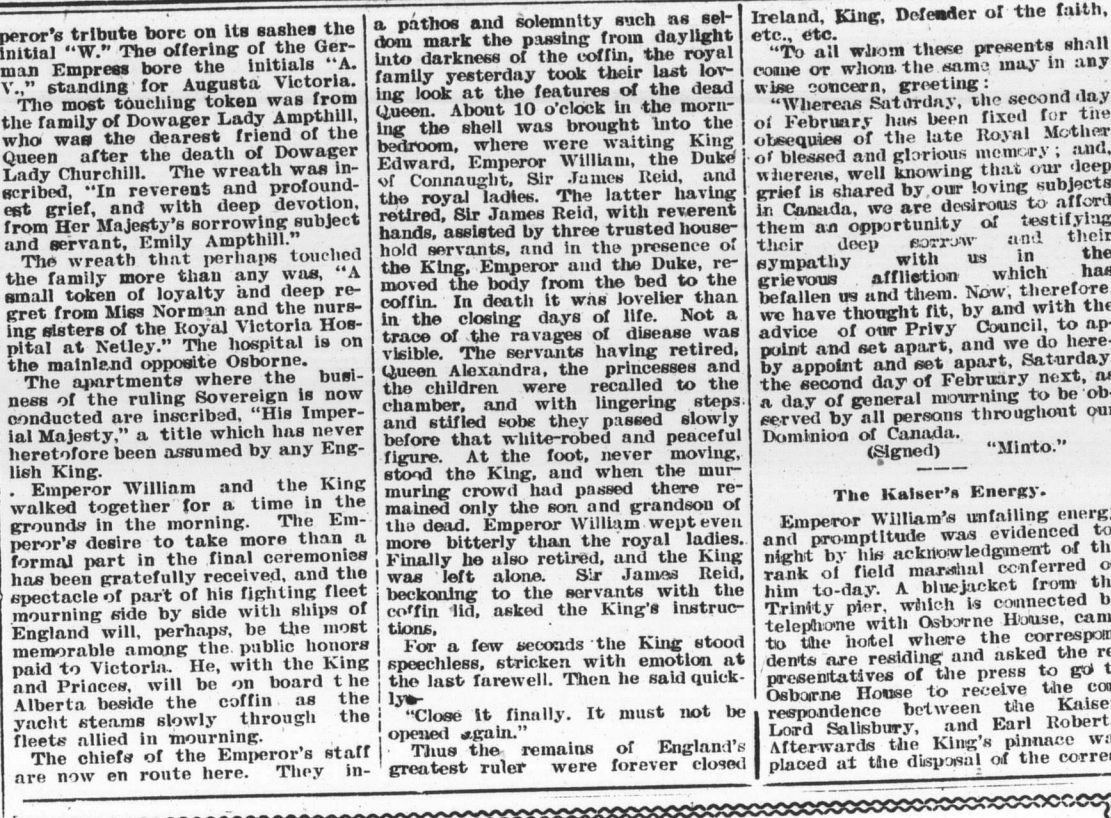 peror's tribute bore on its sashes the
initial "W." The offering of the Ger-
man Empress bore the initials "A.
V.," standing for Augusta Victoria.
The most touching token was from
the family of Dowager Lady Ampthill,
who was the dearest friend of the
Queen after the death of Dowager
Lady Churchill. The wreath was in-
scribed, "In reverent and profound-
est grief, and with deep devotion,
from Her Majesty's sorrowing subject
and servant, Emily Ampthill."
The wreath that perhaps touched
the family more than any was, "A
small token of loyalty and deep re-
gret from Miss Norman and the nurs-
ing sisters of the Royal Victoria Hos-
pital at Netley." The hospital is on
the mainland opposite Osborne.
The apartments where the busi-
ness of the ruling Sovereign is now
conducted are inscribed, "His Imper-
ial Majesty," a title which has never
heretofore been assumed by any Eng-
lish King.
Emperor William and the King
walked together for a time in the
grounds in the morning. The Em-
peror's desire to take more than a
formal part in the final ceremonies
has been gratefully received, and the
spectacle of part of his fighting fleet
mourning side by side with ships of
England will, perhaps, be the most
memorable among the public honors
paid to Victoria. He, with the King
and Princes, will be on board the
Alberta beside the coffin as the
yacht steams slowly through the
fleets allied in mourning.
The chiefs of the Emperor's staff
are now en route here. They in-
a pathos and solemnity such as sel-
dom mark the passing from daylight
into darkness of the coffin, the royal
family yesterday took their last lov-
ing look at the features of the dead
Queen. About 10 o'clock in the morn-
ing the shell was brought into the
bedroom, where were waiting King
Edward, Emperor William, the Duke
of Connaught, Sir James Reid, and
the royal ladies. The latter having
retired, Sir James Reid, with reverent
hands, assisted by three trusted house-
hold servants, and in the presence of
the King, Emperor and the Duke, re-
moved the body from the bed to the
coffin. In death it was lovelier than
in the closing days of life. Not a
trace of the ravages of disease was
visible. The servants having retired,
Queen Alexandra, the princesses and
the children were recalled to the
chamber, and with lingering steps
and stifled sobs they passed slowly
before that white-robed and peaceful
figure. At the foot, never moving,
stood the King, and when the mur-
muring crowd had passed there re-
mained only the son and grandson of
the dead. Emperor William wept even
more bitterly than the royal ladies.
Finally he also retired, and the King
was left alone. Sir James Reid,
beckoning to the servants with the
coffin lid, asked the King's instruc-
tions.
For a few seconds the King stood
speechless, stricken with emotion at
the last farewell. Then he said quick-
ly—
"Close it finally. It must not be
opened again."
Thus the remains of England's
greatest ruler were forever closed
Ireland, King, Defender of the faith,
etc., etc.
"To all whom these presents shall
come or whom the same may in any
wise concern, greeting:
"Whereas Saturday, the second day
of February has been fixed for the
obsequies of the late Royal Mother
of blessed and glorious memory; and,
whereas, well knowing that our deep
grief is shared by our loving subjects
in Canada, we are desirous to afford
them an opportunity of testifying
their deep sorrow and their
sympathy with us in the
grievous affliction which has
befallen us and them. Now, therefore
we have thought fit, by and with the
advice of our Privy Council, to ap
point and set apart, and we do here-
by appoint and set apart, Saturday
the second day of February next, as
a day of general mourning to be ob
served by all persons throughout our
Dominion of Canada.
(Signed) "Minto."
The Kaiser's Energy.
Emperor William's unfailing energy
and promptitude was evidenced to
night by his acknowledgment of th
rank of field marshal conferred o
him to-day. A bluejacket from th
Trinity pier, which is connected b
telephone with Osborne House, cam
to the hotel where the correspon
dents are residing and asked the re
presentatives of the press to go t
Osborne House to receive the cor
respondence between the Kaise
Lord Salisbury, and Earl Robert
Afterwards the King's pinnace wa
placed at the disposal of the corre